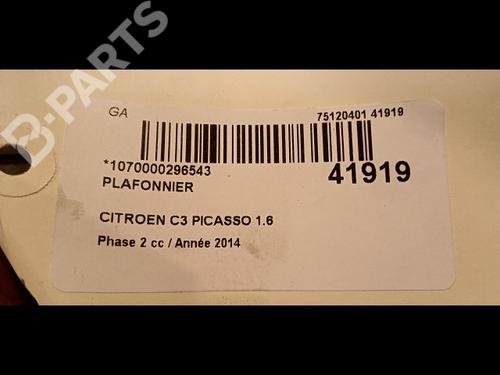 B-PARTS
GA
75120401 41919
*1070000296543
41919
PLAFONNIER
CITROEN C3 PICASSO 1.6
Phase 2 cc / Année 2014